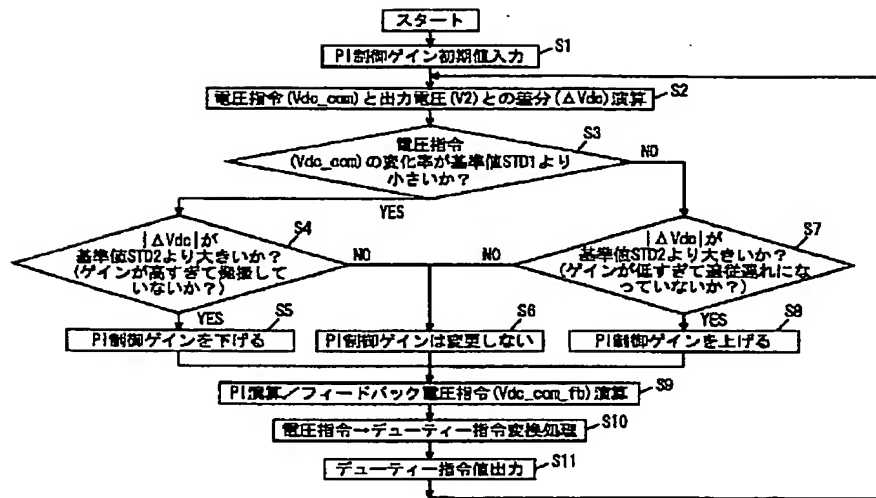 スタート
PI制御ゲイン初期値入力
S1
電圧指令(Vdc_com)と出力電圧(V2)との差分(ΔVdc)演算
S2
電圧指令
(Vdc_com)の変化率が基準値STD1より
小さいか?
S3
NO
YES
|ΔVdc|が
基準値STD2より大きいか?
(ゲインが高すぎて発振して
いないか?)
S4
NO
YES
|ΔVdc|が
基準値STD2より大きいか?
(ゲインが低すぎて追従遅れにな
っていないか?)
S7
NO
YES
PI制御ゲインを下げる
S5
PI制御ゲインは変更しない
S6
PI制御ゲインを上げる
S8
PI演算/フィードバック電圧指令(Vdc_com_fb)演算
S9
電圧指令→デューティー指令変換処理
S10
デューティー指令値出力
S11